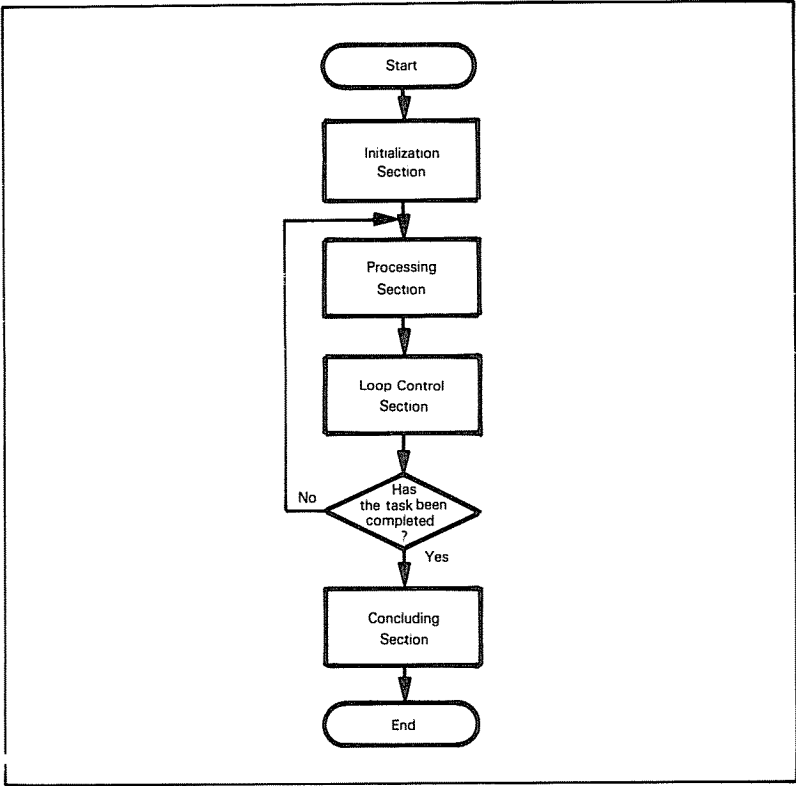 Start
Initialization
Section
Processing
Section
Loop Control
Section
Has
the task been
completed
?
No
Yes
Concluding
Section
End